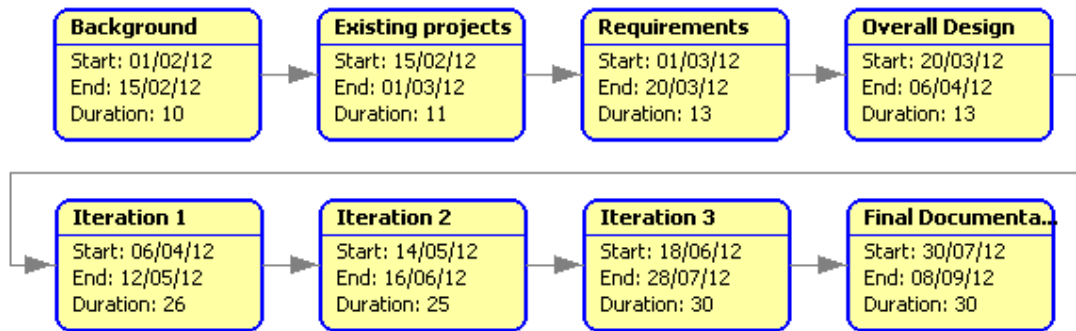 Background
Start: 01/02/12
End: 15/02/12
Duration: 10
Existing projects
Start: 15/02/12
End: 01/03/12
Duration: 11
Requirements
Start: 01/03/12
End: 20/03/12
Duration: 13
Overall Design
Start: 20/03/12
End: 06/04/12
Duration: 13
Iteration 1
Start: 06/04/12
End: 12/05/12
Duration: 26
Iteration 2
Start: 14/05/12
End: 16/06/12
Duration: 25
Iteration 3
Start: 18/06/12
End: 28/07/12
Duration: 30
Final Documenta...
Start: 30/07/12
End: 08/09/12
Duration: 30